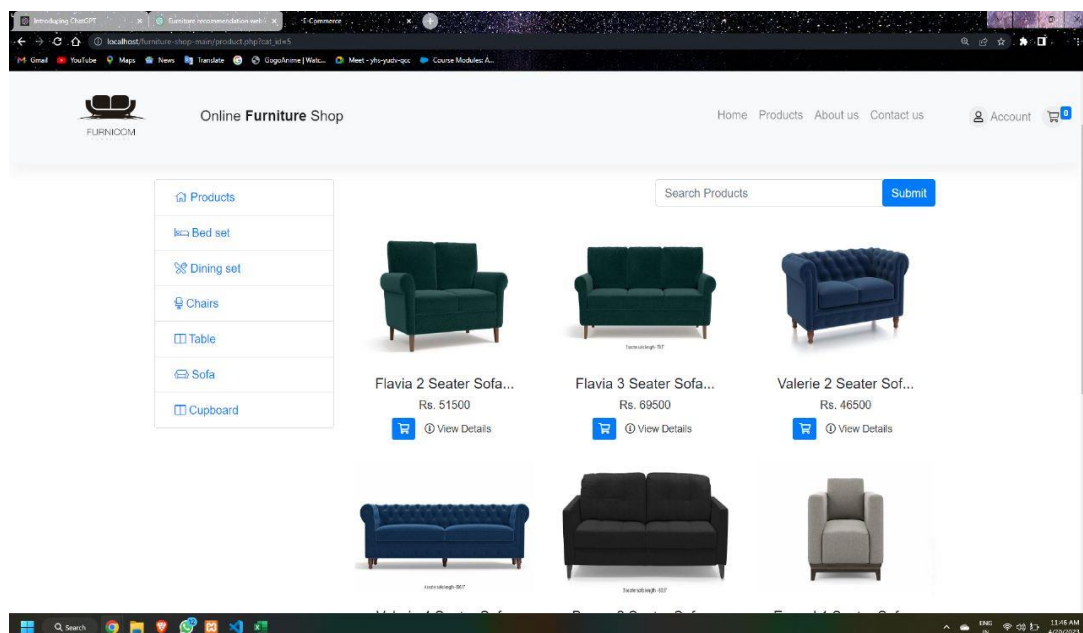 Introducing ChatGPT
Furniture recommendation web
E-Commerce
localhost/furniture-shop-main/product.php?cat_id=5
Gmail YouTube Maps News Translate GogoAnime | Watc... Meet - yhs-yudv-qcc Course Modules: A...
FURNICOM
Online Furniture Shop
Home Products About us Contact us Account 0
Products
Bed set
Dining set
Chairs
Table
Sofa
Cupboard
Search Products Submit
Flavia 2 Seater Sofa... Flavia 3 Seater Sofa... Valerie 2 Seater Sof...
Rs. 51500 Rs. 69500 Rs. 46500
View Details View Details View Details
Search
ENG
IN
11:46 AM
4/20/2023